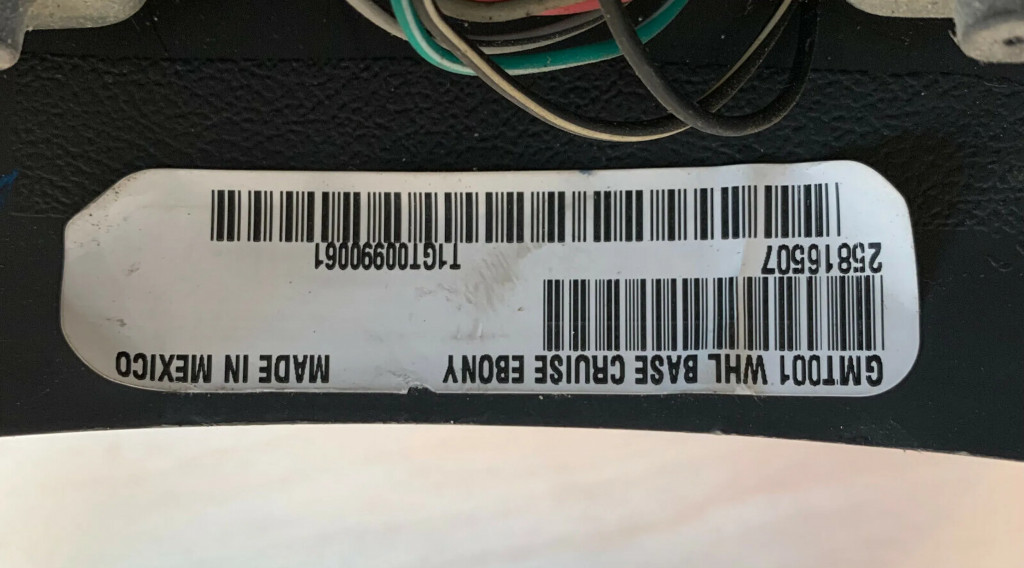 GMT001 WHL BASE CRUISE EBONY MADE IN MEXICO
25816507 T1GT00990061